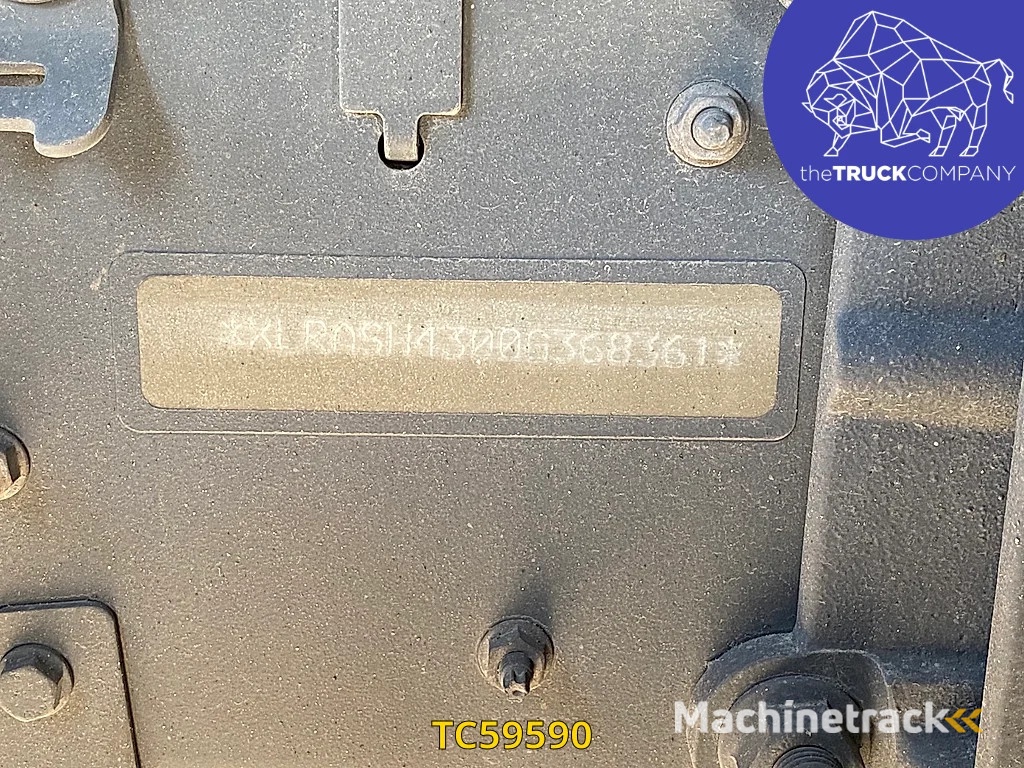 theTRUCKCOMPANY
*XLRASH4300G368361*
TC59590
Machinetrack